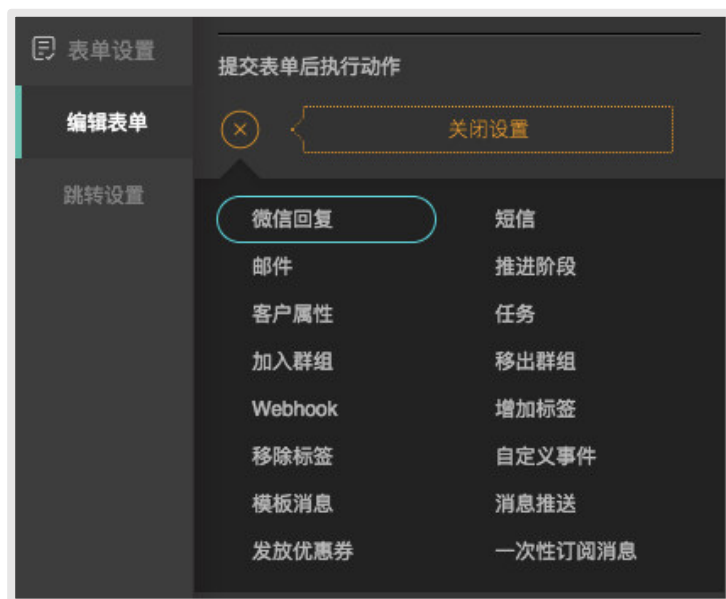 表单设置
编辑表单
跳转设置
提交表单后执行动作
关闭设置
微信回复 短信
邮件 推进阶段
客户属性 任务
加入群组 移出群组
Webhook 增加标签
移除标签 自定义事件
模板消息 消息推送
发放优惠券 一次性订阅消息